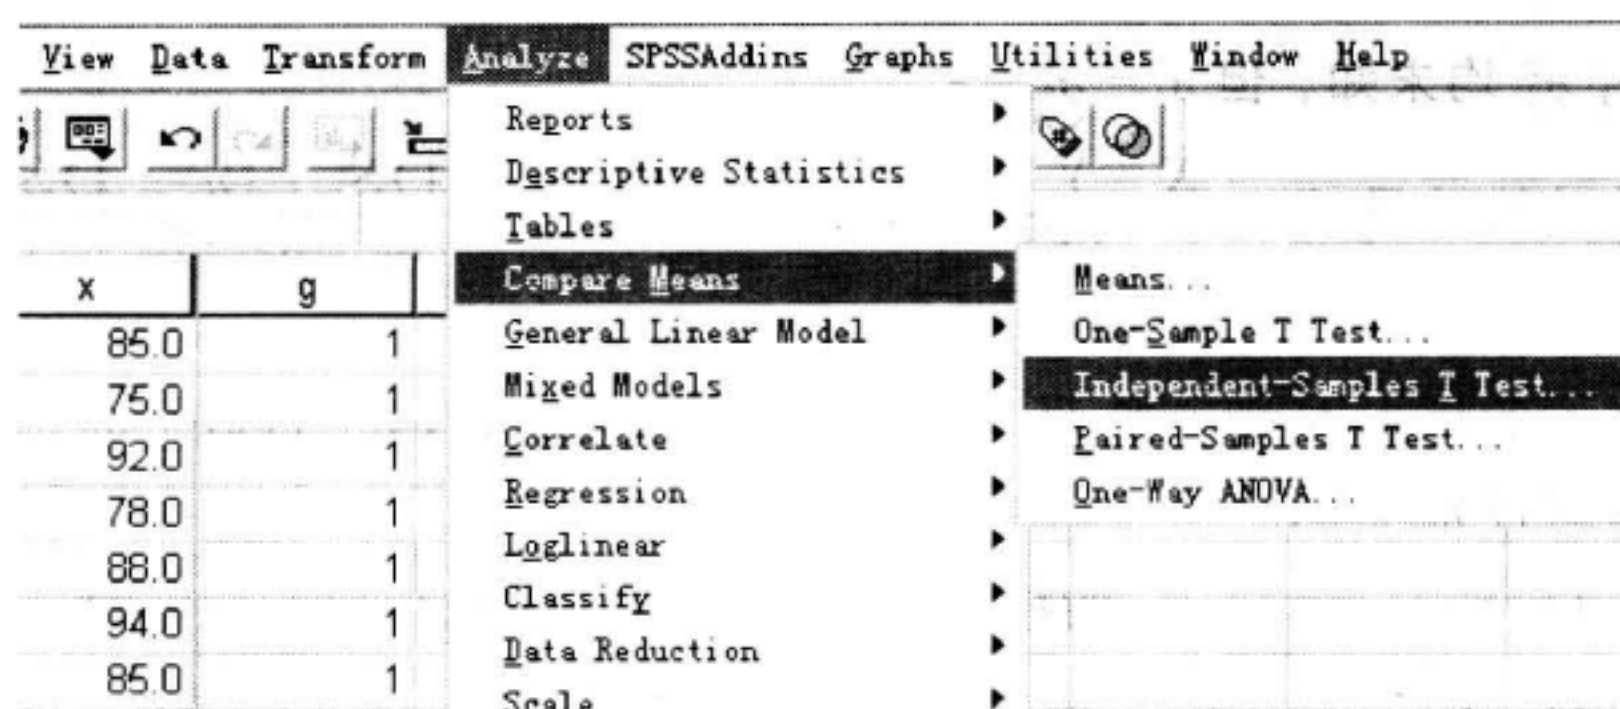 View Data Transform Analyze SPSSAddins Graphs Utilities Window Help
Reports
Descriptive Statistics
Tables
Compare Means
General Linear Model
Mixed Models
Correlate
Regression
Loglinear
Classify
Data Reduction
Scale
Means...
One-Sample T Test...
Independent-Samples T Test...
Paired-Samples T Test...
One-Way ANOVA...
x g
85.0 1
75.0 1
92.0 1
78.0 1
88.0 1
94.0 1
85.0 1